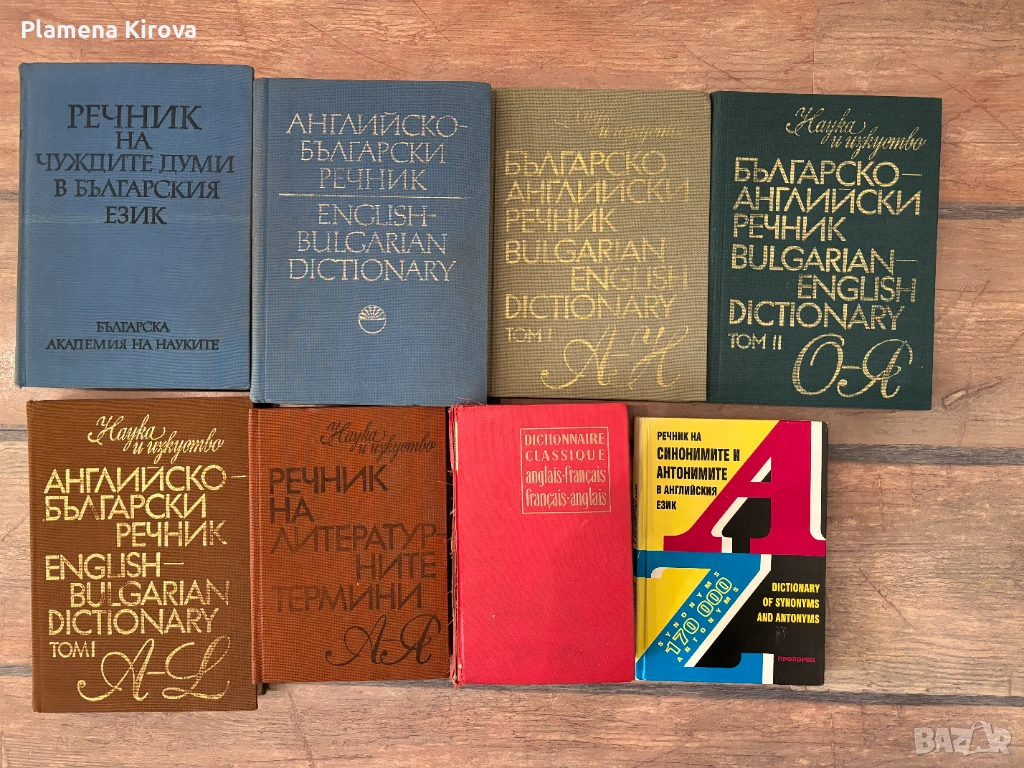 Plamena Kirova
РЕЧНИК
НА
ЧУЖДИТЕ ДУМИ
В БЪЛГАРСКИЯ
ЕЗИК
БЪЛГАРСКА
АКАДЕМИЯ НА НАУКИТЕ
АНГЛИЙСКО-
БЪЛГАРСКИ
РЕЧНИК
ENGLISH-
BULGARIAN
DICTIONARY
Наука
и изкуство
БЪЛГАРСКО
АНГЛИЙСКИ
РЕЧНИК
BULGARIAN
ENGLISH
DICTIONARY
ТОМ I
А-Н
Наука
и изкуство
БЪЛГАРСКО-
АНГЛИЙСКИ
РЕЧНИК
BULGARIAN-
ENGLISH
DICTIONARY
ТОМ II
О-Я
Наука
и изкуство
АНГЛИЙСКО-
БЪЛГАРСКИ
РЕЧНИК
ENGLISH-
BULGARIAN
DICTIONARY
ТОМ I
A-L
Наука
и изкуство
РЕЧНИК
НА
ЛИТЕРАТУР-
НИТЕ
ТЕРМИНИ
А-Я
DICTIONNAIRE
CLASSIQUE
anglais-français
français-anglais
РЕЧНИК НА
СИНОНИМИТЕ И
АНТОНИМИТЕ
В АНГЛИЙСКИЯ
ЕЗИК
A
SYNONYMS
170 000
ANTONYMS
A
DICTIONARY
OF SYNONYMS
AND ANTONYMS
ПРОЗОРЕЦ
BAZAR